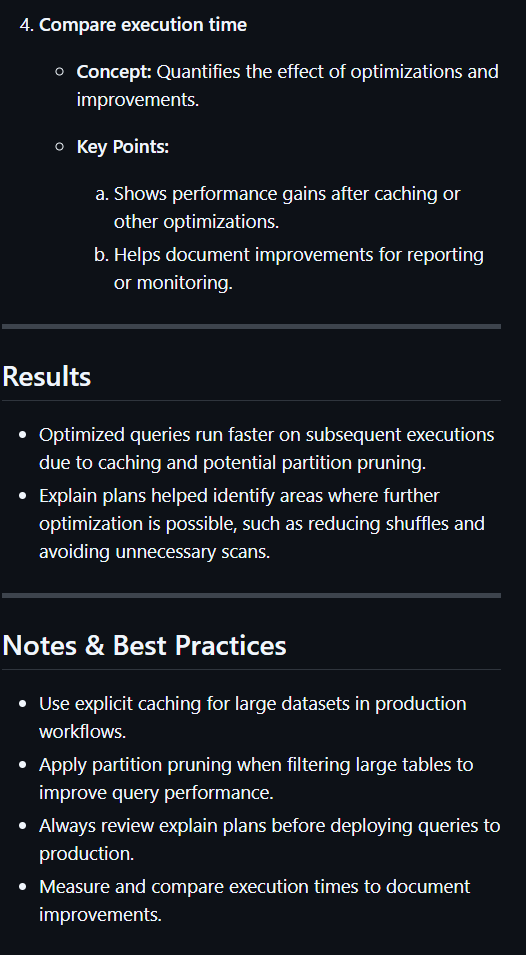 4. Compare execution time
Concept: Quantifies the effect of optimizations and
improvements.
Key Points:
a. Shows performance gains after caching or
other optimizations.
b. Helps document improvements for reporting
or monitoring.
Results
Optimized queries run faster on subsequent executions
due to caching and potential partition pruning.
Explain plans helped identify areas where further
optimization is possible, such as reducing shuffles and
avoiding unnecessary scans.
Notes & Best Practices
Use explicit caching for large datasets in production
workflows.
Apply partition pruning when filtering large tables to
improve query performance.
Always review explain plans before deploying queries to
production.
Measure and compare execution times to document
improvements.